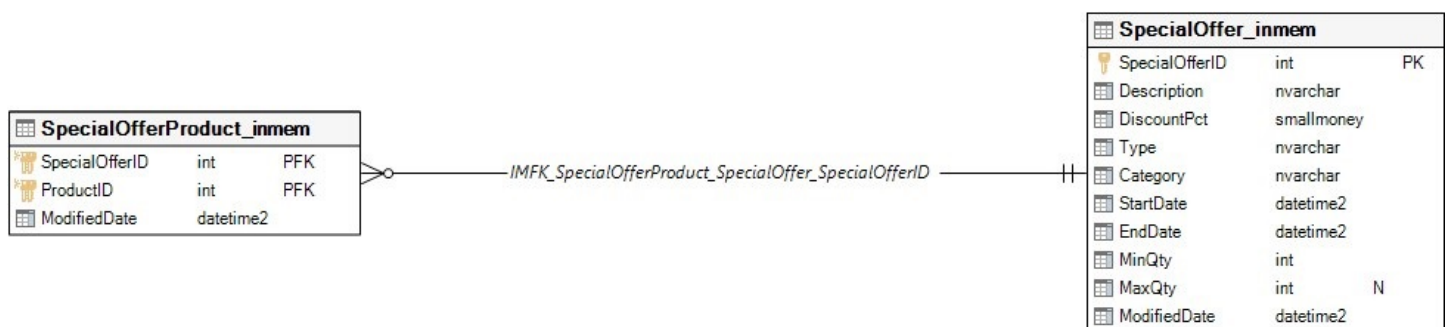 SpecialOfferProduct_inmem
SpecialOfferID int PFK
ProductID int PFK
ModifiedDate datetime2
IMFK_SpecialOfferProduct_SpecialOffer_SpecialOfferID
SpecialOffer_inmem
SpecialOfferID int PK
Description nvarchar
DiscountPct smallmoney
Type nvarchar
Category nvarchar
StartDate datetime2
EndDate datetime2
MinQty int
MaxQty int N
ModifiedDate datetime2